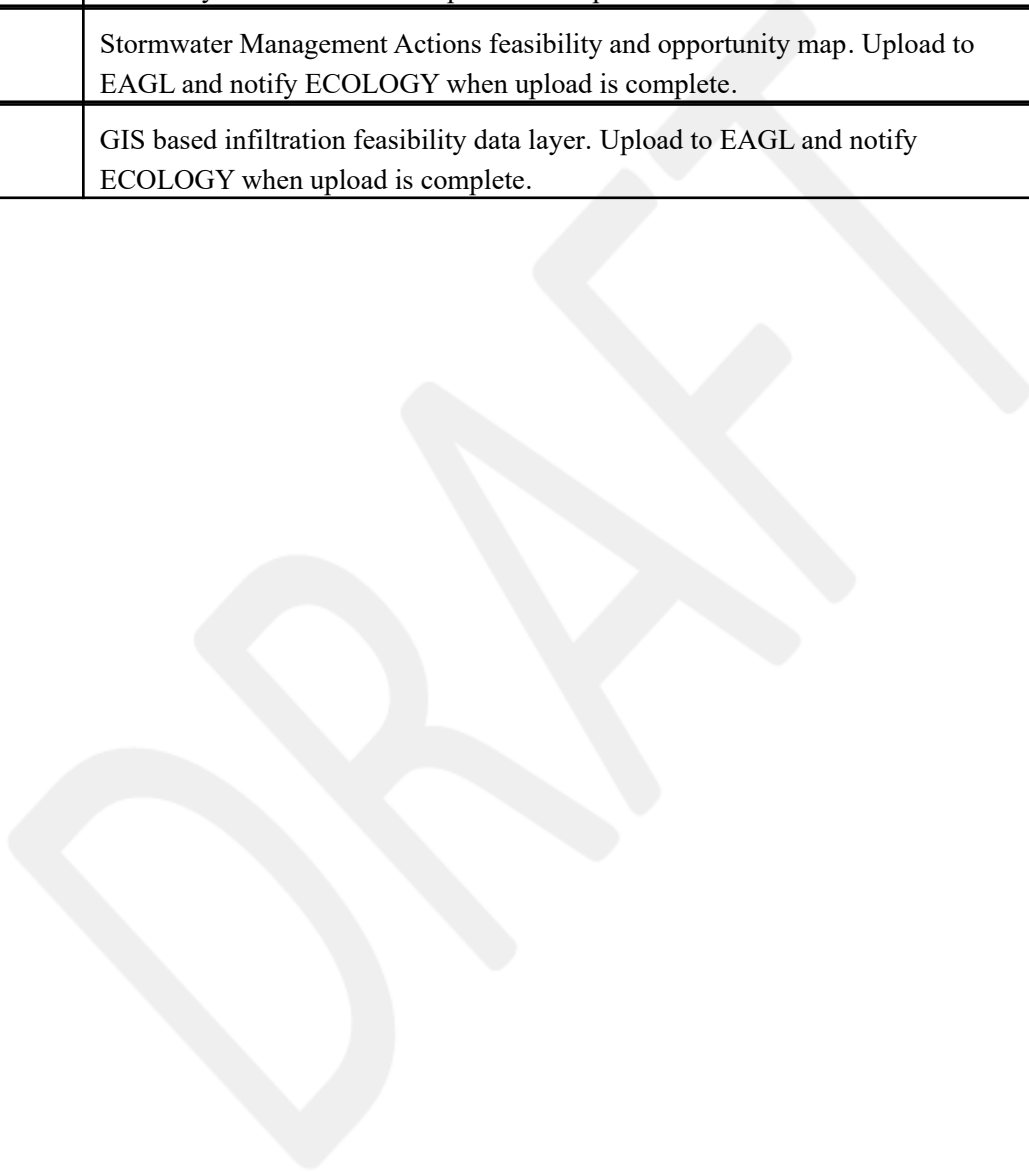 Stormwater Management Actions feasibility and opportunity map. Upload to
EAGL and notify ECOLOGY when upload is complete.
GIS based infiltration feasibility data layer. Upload to EAGL and notify
ECOLOGY when upload is complete.
DRAFT